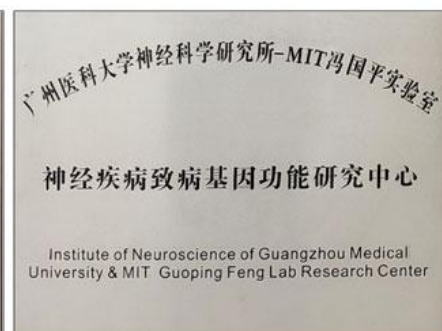 广州医科大学神经科学研究所-MIT冯国平实验室
神经疾病致病基因功能研究中心
Institute of Neuroscience of Guangzhou Medical
University & MIT Guoping Feng Lab Research Center